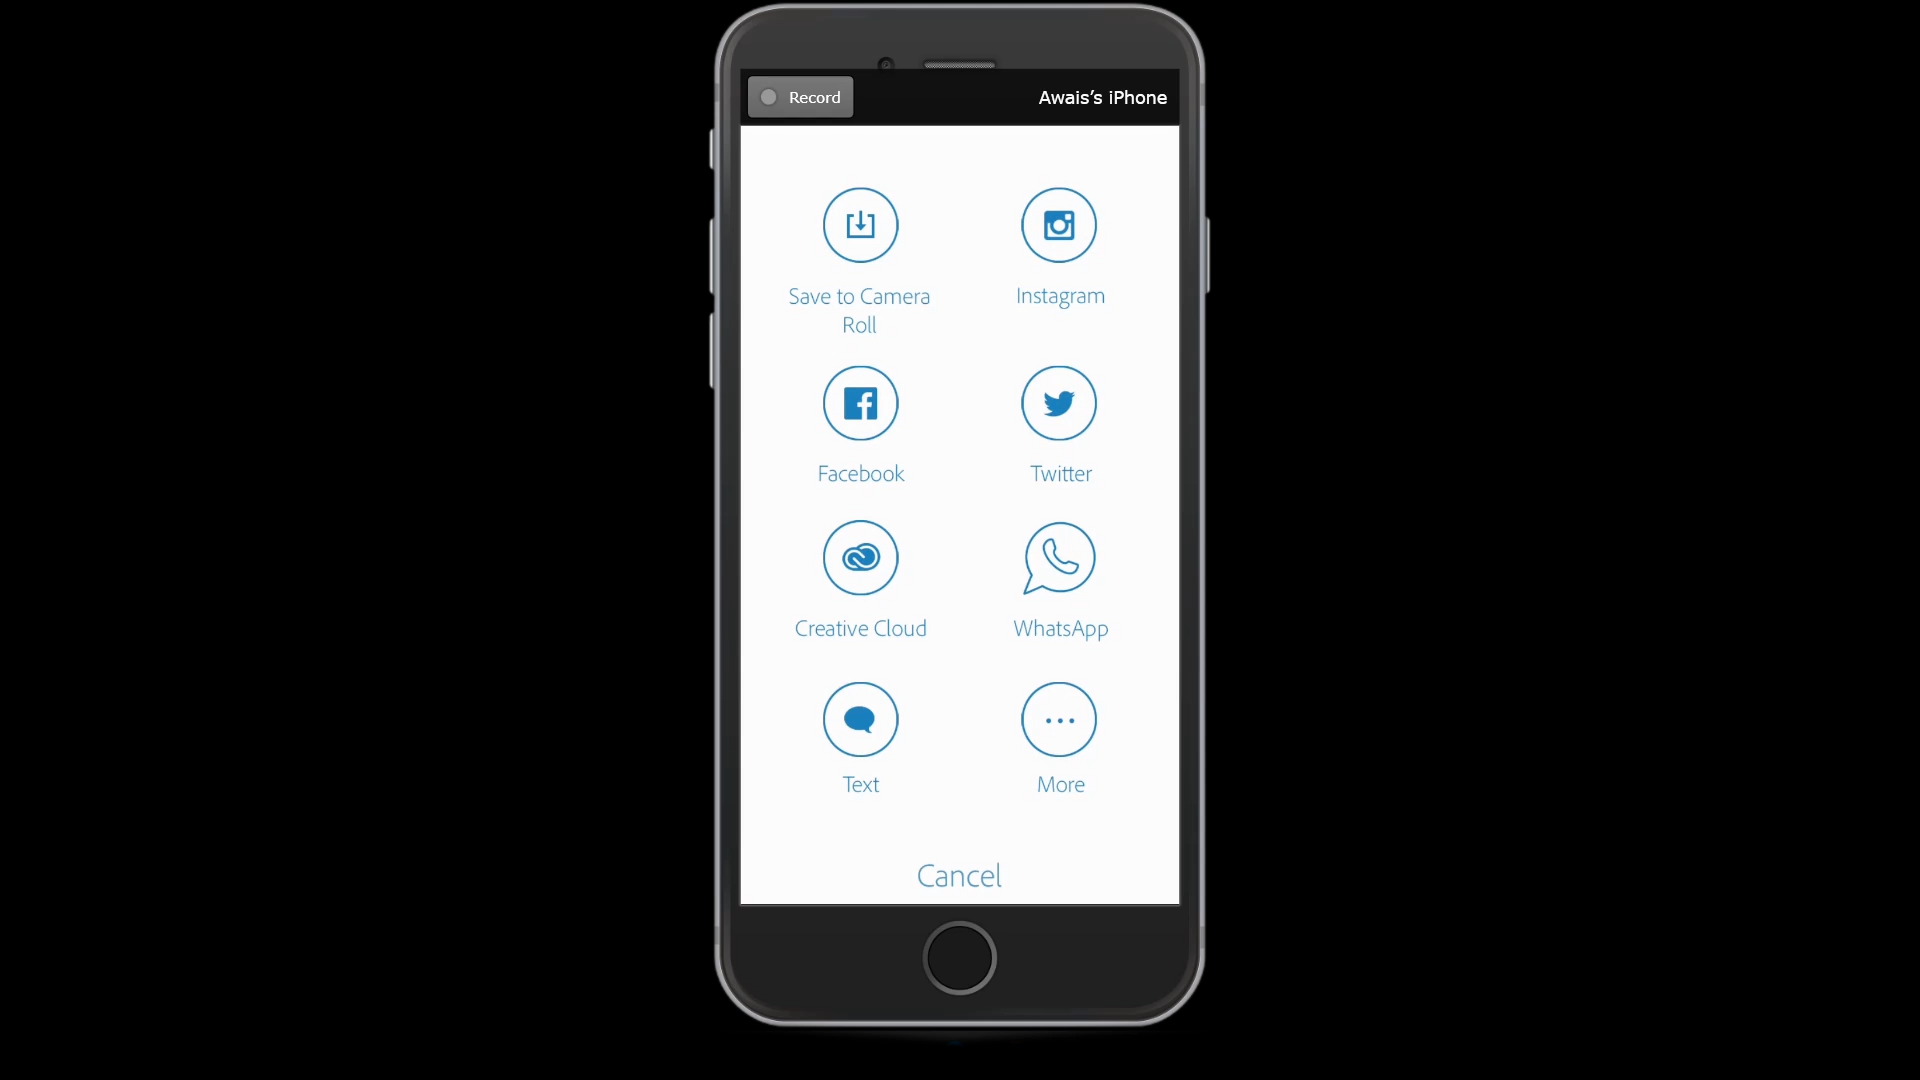 Record
Awais’s iPhone
Save to Camera
Roll
Instagram
Facebook
Twitter
Creative Cloud
WhatsApp
Text
More
Cancel